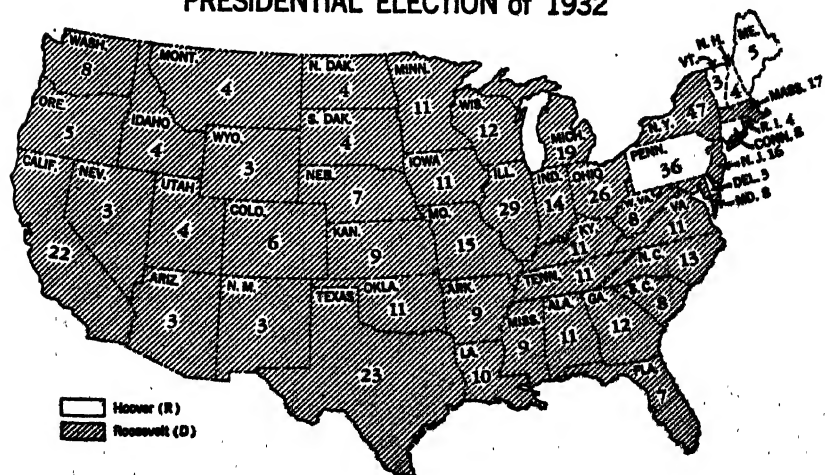 PRESIDENTIAL ELECTION of 1932
WASH.
8
MONT.
4
N. DAK.
4
MINN.
11
ORE.
5
IDAHO
4
WYO.
3
S. DAK.
4
WIS.
12
MICH.
19
N. H.
4
VT.
3
ME.
5
MASS. 17
R. I. 4
CONN. 8
N. Y.
47
PENN.
36
N. J. 16
DEL. 3
MD. 8
CALIF.
22
NEV.
3
UTAH
4
COLO.
6
NEB.
7
IOWA
11
ILL.
29
IND.
14
OHIO
26
W. VA.
8
VA.
11
KAN.
9
MO.
15
KY.
11
N. C.
13
TENN.
11
S. C.
8
ARIZ.
3
N. M.
3
TEXAS
23
OKLA.
11
ARK.
9
MISS.
9
ALA.
11
GA.
12
LA.
10
FLA.
7
Hoover (R)
Roosevelt (D)